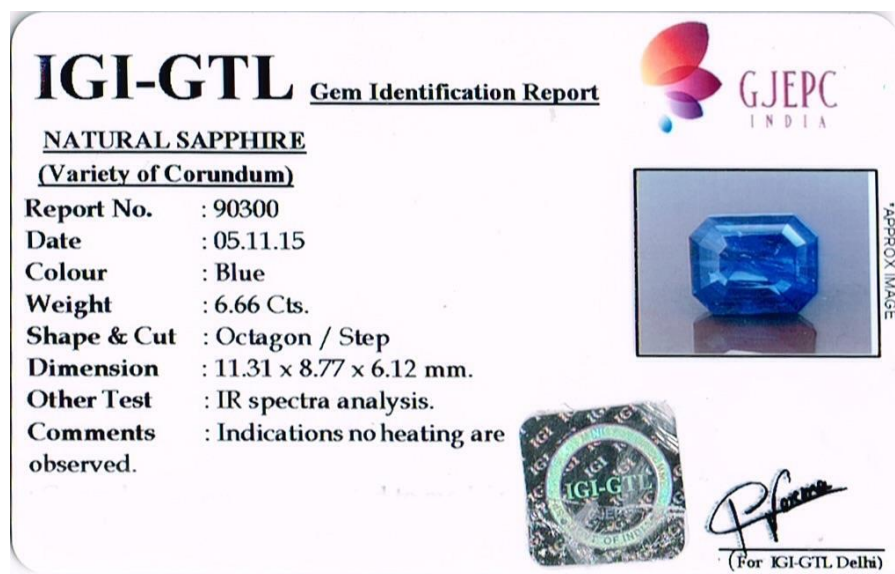 IGI-GTL Gem Identification Report
GJEPC
INDIA
NATURAL SAPPHIRE
(Variety of Corundum)
Report No. : 90300
Date : 05.11.15
Colour : Blue
Weight : 6.66 Cts.
Shape & Cut : Octagon / Step
Dimension : 11.31 x 8.77 x 6.12 mm.
Other Test : IR spectra analysis.
Comments : Indications no heating are
observed.
*APPROX IMAGE
IGI-GTL
(For IGI-GTL Delhi)